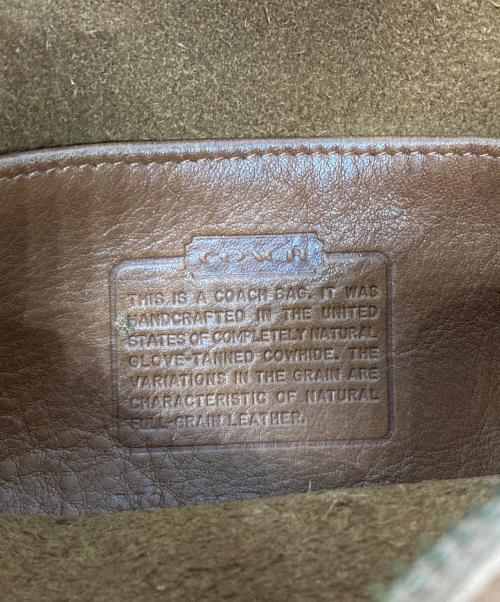 COACH
THIS IS A COACH BAG. IT WAS
HANDCRAFTED IN THE UNITED
STATES OF COMPLETELY NATURAL
GLOVE-TANNED COWHIDE. THE
VARIATIONS IN THE GRAIN ARE
CHARACTERISTIC OF NATURAL
FULL-GRAIN LEATHER.